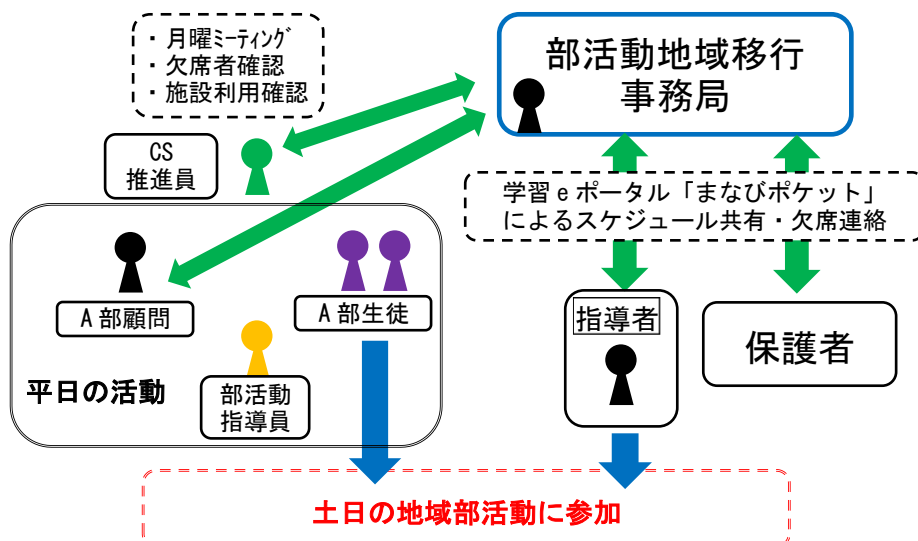 ・月曜ﾐｰﾃｨﾝｸﾞ
・欠席者確認
・施設利用確認
部活動地域移行
事務局
CS
推進員
学習ｅポータル「まなびポケット」
によるスケジュール共有・欠席連絡
A部顧問
A部生徒
部活動
指導員
平日の活動
指導者
保護者
土日の地域部活動に参加